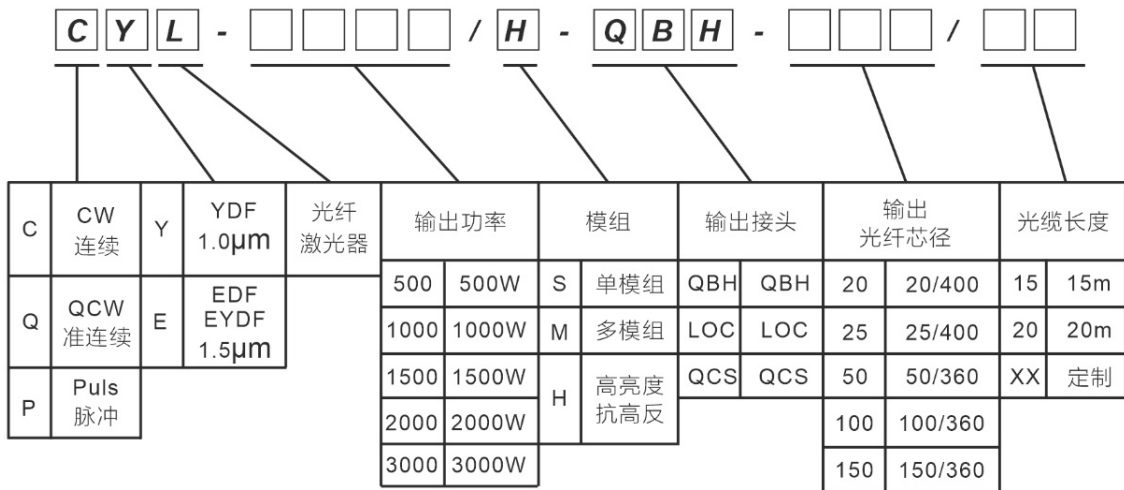 C Y L - □ □ □ □ / H - Q B H - □ □ □ / □ □
C
CW
连续
Y
YDF
1.0μm
光纤
激光器
输出功率
模组
输出接头
输出
光纤芯径
光缆长度
500 500W S 单模组 QBH QBH 20 20/400 15 15m
Q
QCW
准连续
E
EDF
EYDF
1.5μm
1000 1000W M 多模组 LOC LOC 25 25/400 20 20m
1500 1500W
H
高亮度
抗高反
QCS QCS 50 50/360 XX 定制
P
Puls
脉冲
2000 2000W 100 100/360
3000 3000W 150 150/360